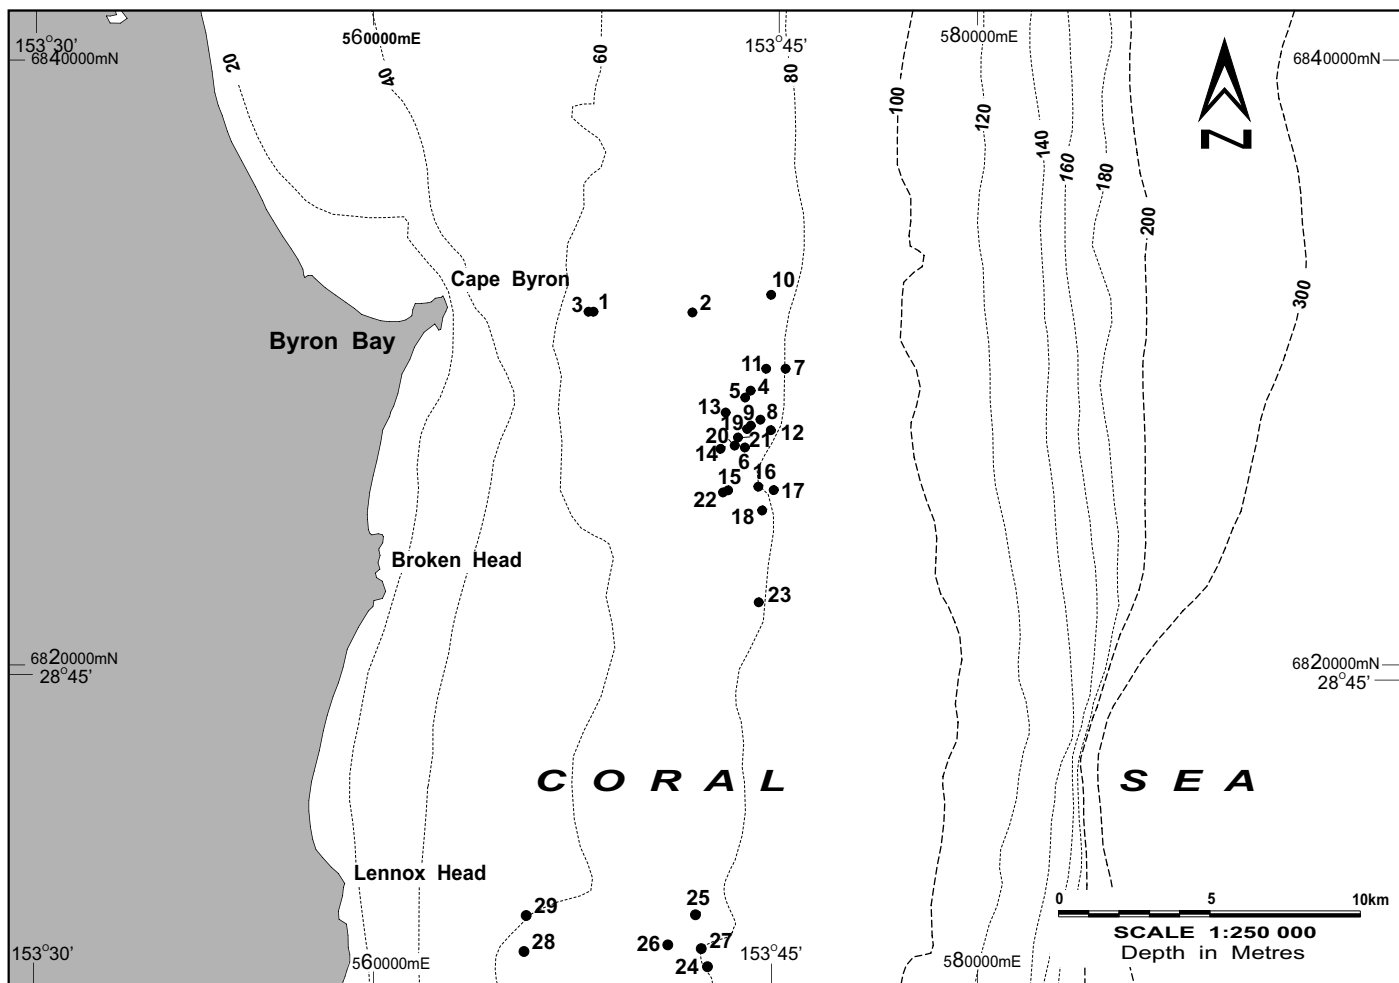 153°30' 560000mE 153°45' 580000mE
6840000mN 6840000mN
20 40 60 80 100 120 140 160 180 200 300
N
Cape Byron
10
3 1 2
Byron Bay
11 7
5 4
13 9 8
19 12
20 21
14 6
15 16 17
22
18
Broken Head
23
6820000mN 6820000mN
28°45' 28°45'
CORAL SEA
Lennox Head
29 25
28 26 27
24
0 5 10km
SCALE 1:250 000
Depth in Metres
153°30' 560000mE 153°45' 580000mE